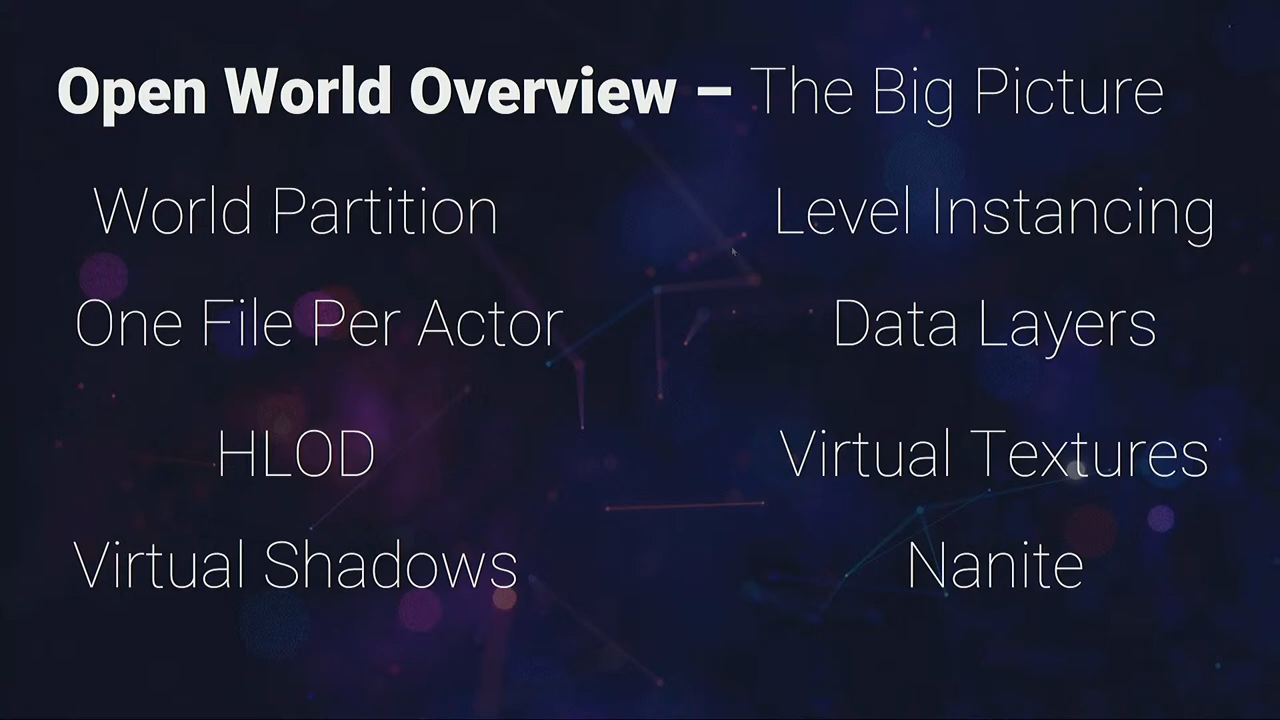 Open World Overview – The Big Picture
World Partition
Level Instancing
One File Per Actor
Data Layers
HLOD
Virtual Textures
Virtual Shadows
Nanite